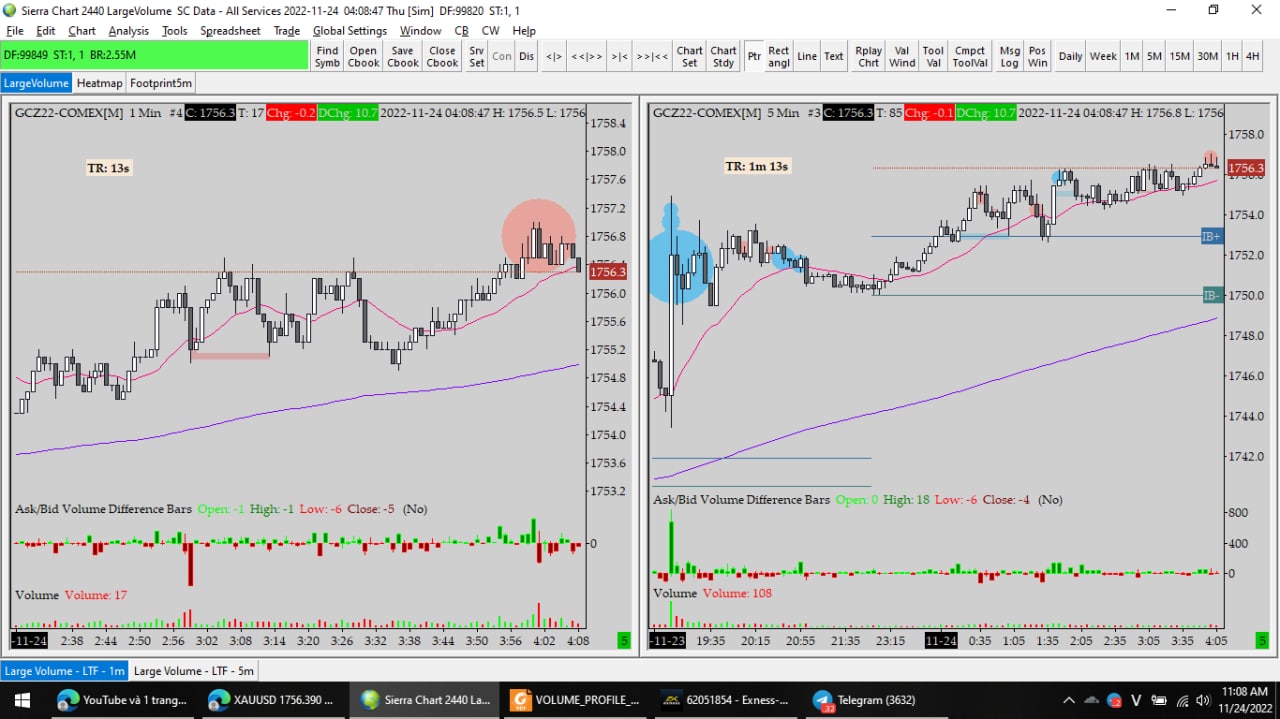 Sierra Chart 2440 LargeVolume SC Data - All Services 2022-11-24 04:08:47 Thu [Sim] DF:99820 ST:1, 1
File Edit Chart Analysis Tools Spreadsheet Trade Global Settings Window CB CW Help
DF:99849 ST:1, 1 BR:2.55M
Find Symb
Open Cbook
Save Cbook
Close Cbook
Srv Set
Con
Dis
<|>
<<|>>
>|<
>>|<<
Chart Set
Chart Stdy
Ptr
Rect angl
Line
Text
Rplay Chrt
Val Wind
Tool Val
Cmpct ToolVal
Msg Log
Pos Win
Daily
Week
1M
5M
15M
30M
1H
4H
LargeVolume Heatmap Footprint5m
GCZ22-COMEX[M] 1 Min #4 C: 1756.3 T: 17 Chg: -0.2 DChg: 10.7 2022-11-24 04:08:47 H: 1756.5 L: 1756
TR: 13s
1758.4
1758.0
1757.6
1757.2
1756.8
1756.4
1756.3
1756.0
1755.6
1755.2
1754.8
1754.4
1754.0
1753.6
1753.2
Ask/Bid Volume Difference Bars Open: -1 High: -1 Low: -6 Close: -5 (No)
0
Volume Volume: 17
-11-24 2:38 2:44 2:50 2:56 3:02 3:08 3:14 3:20 3:26 3:32 3:38 3:44 3:50 3:56 4:02 4:08 5
GCZ22-COMEX[M] 5 Min #3 C: 1756.3 T: 85 Chg: -0.1 DChg: 10.7 2022-11-24 04:08:47 H: 1756.8 L: 1756
TR: 1m 13s
1758.0
1756.3
1756.0
1754.0
IB+
1752.0
IB-
1750.0
1748.0
1746.0
1744.0
1742.0
Ask/Bid Volume Difference Bars Open: 0 High: 18 Low: -6 Close: -4 (No)
800
400
0
Volume Volume: 108
-11-23 19:35 20:15 20:55 21:35 23:15 11-24 0:35 1:05 1:35 2:05 2:35 3:05 3:35 4:05 5
Large Volume - LTF - 1m Large Volume - LTF - 5m
YouTube và 1 trang...
XAUUSD 1756.390 ...
Sierra Chart 2440 La...
VOLUME_PROFILE_...
62051854 - Exness-...
Telegram (3632)
32
V
11:08 AM
11/24/2022